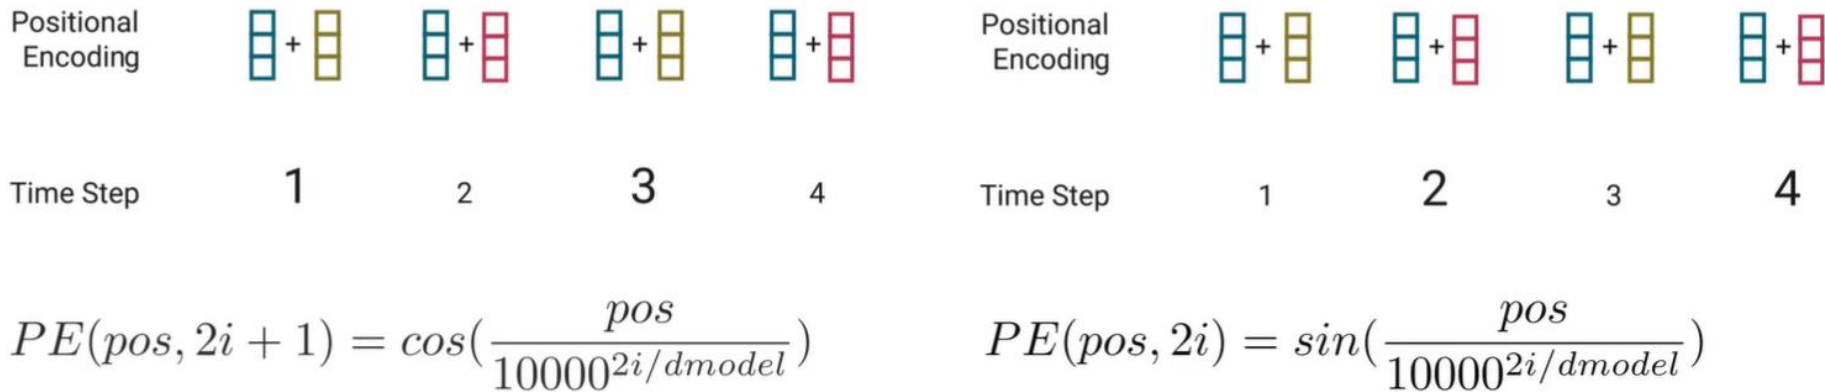 Positional
Encoding
+ + + +
Time Step 1 2 3 4
PE(pos, 2i + 1) = cos(pos / 10000^{2i/dmodel})
Positional
Encoding
+ + + +
Time Step 1 2 3 4
PE(pos, 2i) = sin(pos / 10000^{2i/dmodel})